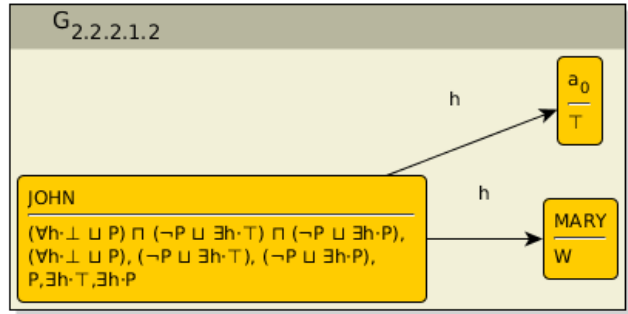 G2.2.2.1.2
h
a0
⊤
JOHN
(∀h·⊥ ⊔ P) ⊓ (¬P ⊔ ∃h·⊤) ⊓ (¬P ⊔ ∃h·P),
(∀h·⊥ ⊔ P), (¬P ⊔ ∃h·⊤), (¬P ⊔ ∃h·P),
P,∃h·⊤,∃h·P
h
MARY
W